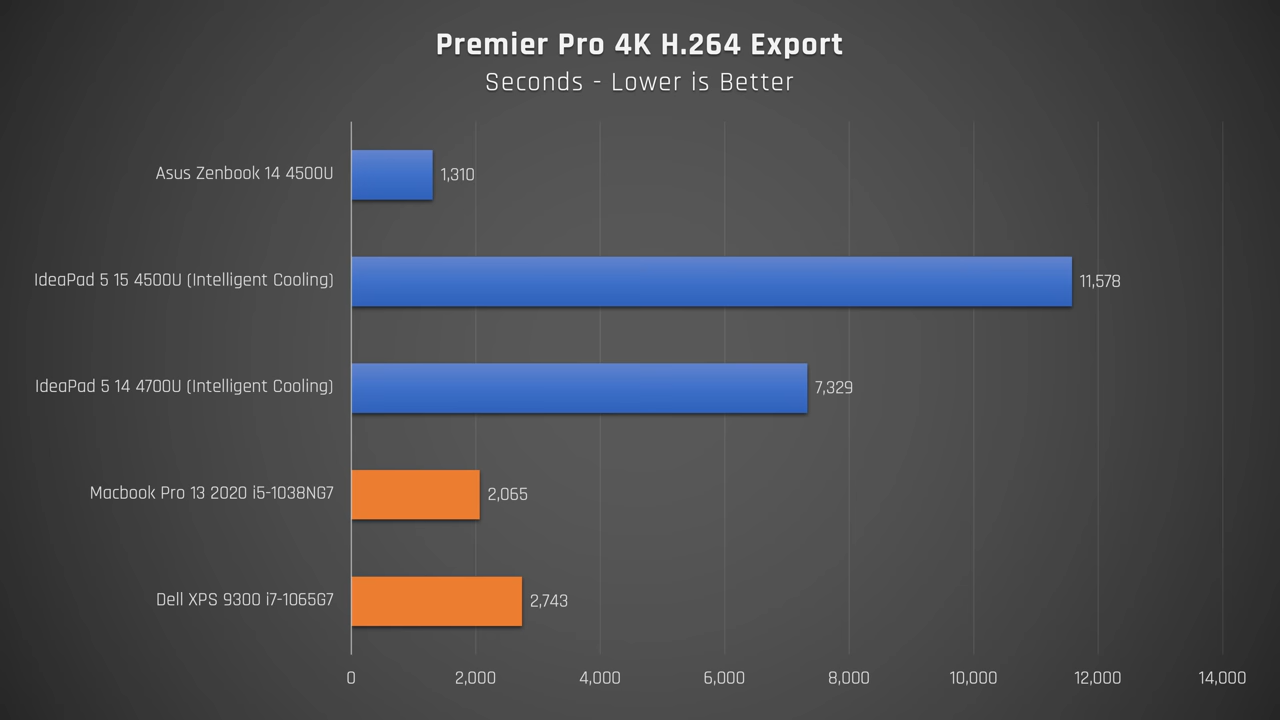 Premier Pro 4K H.264 Export
Seconds - Lower is Better
Asus Zenbook 14 4500U
1,310
IdeaPad 5 15 4500U (Intelligent Cooling)
11,578
IdeaPad 5 14 4700U (Intelligent Cooling)
7,329
Macbook Pro 13 2020 i5-1038NG7
2,065
Dell XPS 9300 i7-1065G7
2,743
0 2,000 4,000 6,000 8,000 10,000 12,000 14,000